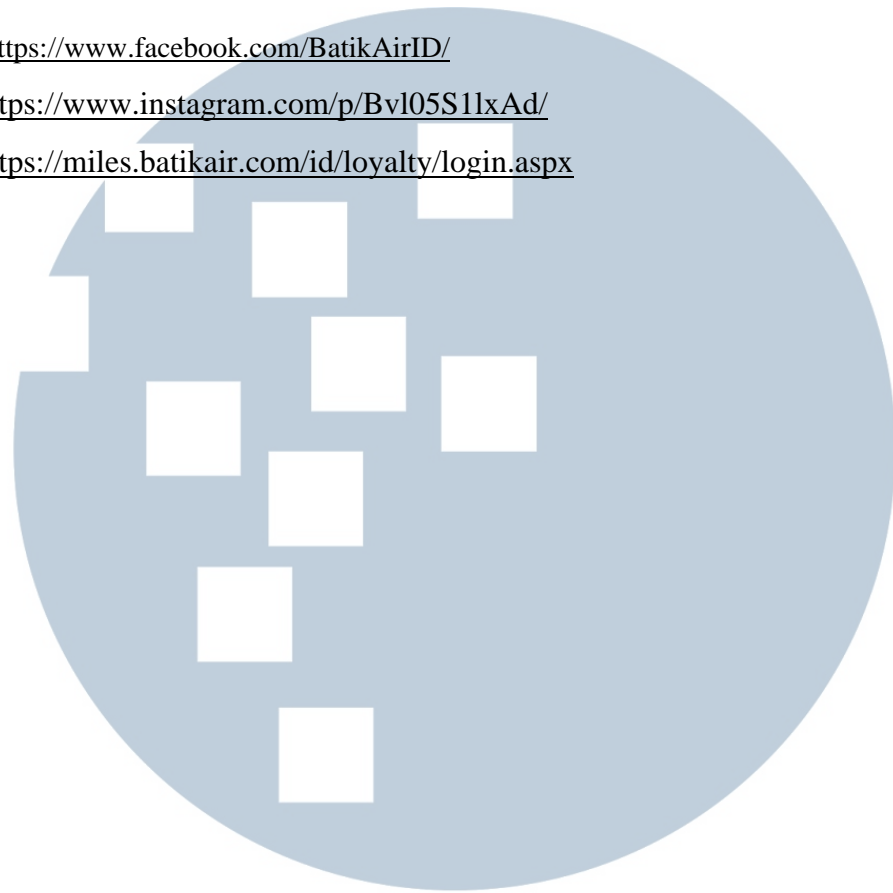 ttps://www.facebook.com/BatikAirID/
tps://www.instagram.com/p/Bvl05S1lxAd/
tps://miles.batikair.com/id/loyalty/login.aspx